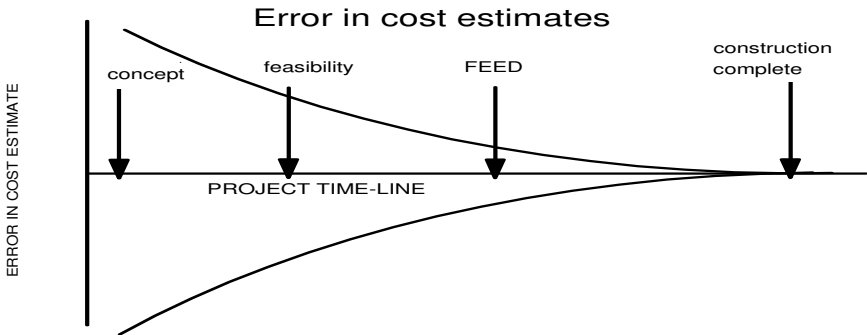 Error in cost estimates
concept
feasibility
FEED
construction
complete
PROJECT TIME-LINE
ERROR IN COST ESTIMATE